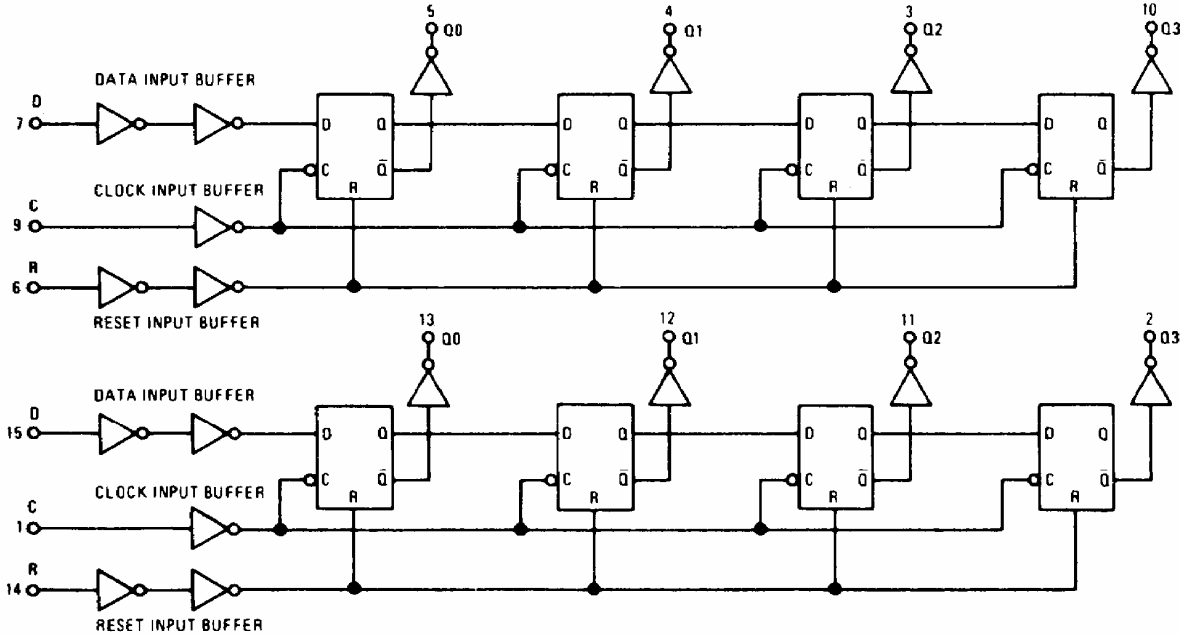 5 Q0
4 Q1
3 Q2
10 Q3
DATA INPUT BUFFER
D
7
D Q
D Q
D Q
D Q
C Q̅
C Q̅
C Q̅
C Q̅
R
R
R
R
CLOCK INPUT BUFFER
C
9
R
6
RESET INPUT BUFFER
13 Q0
12 Q1
11 Q2
2 Q3
DATA INPUT BUFFER
D
15
D Q
D Q
D Q
D Q
C Q̅
C Q̅
C Q̅
C Q̅
R
R
R
R
CLOCK INPUT BUFFER
C
1
R
14
RESET INPUT BUFFER